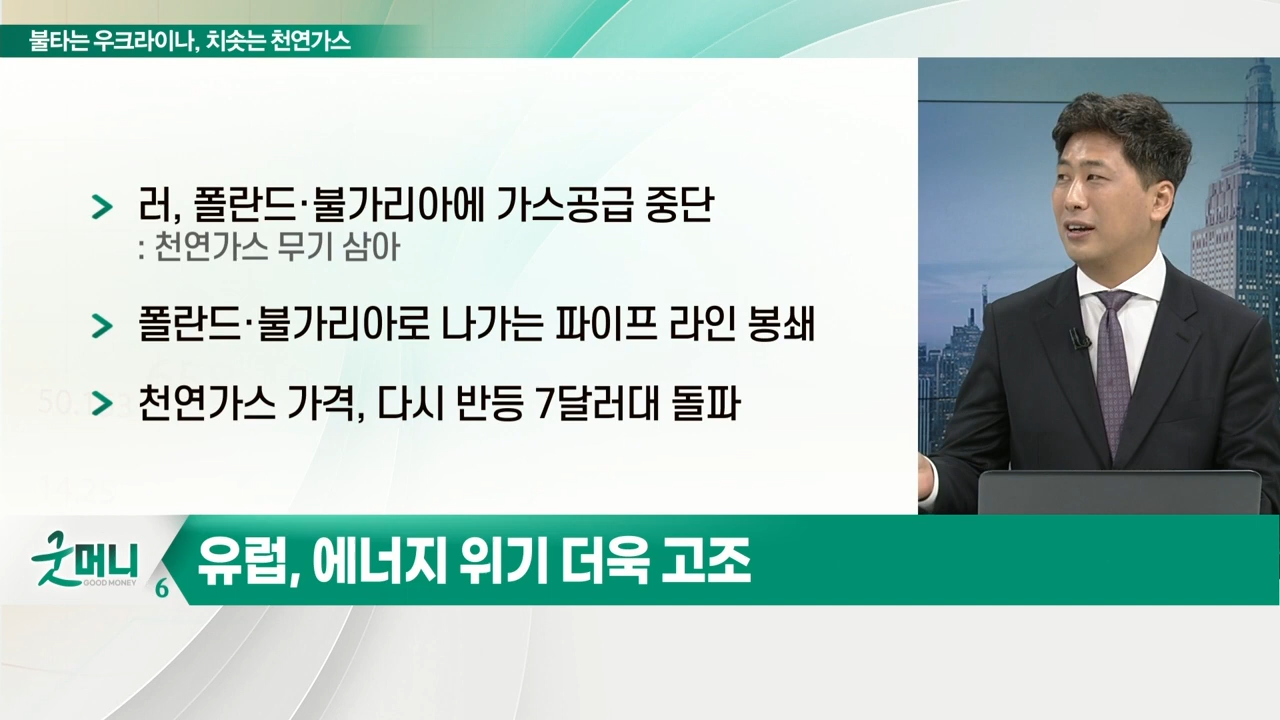 불타는 우크라이나, 치솟는 천연가스
러, 폴란드·불가리아에 가스공급 중단
: 천연가스 무기 삼아
폴란드·불가리아로 나가는 파이프 라인 봉쇄
천연가스 가격, 다시 반등 7달러대 돌파
굿머니
GOOD MONEY
6
유럽, 에너지 위기 더욱 고조